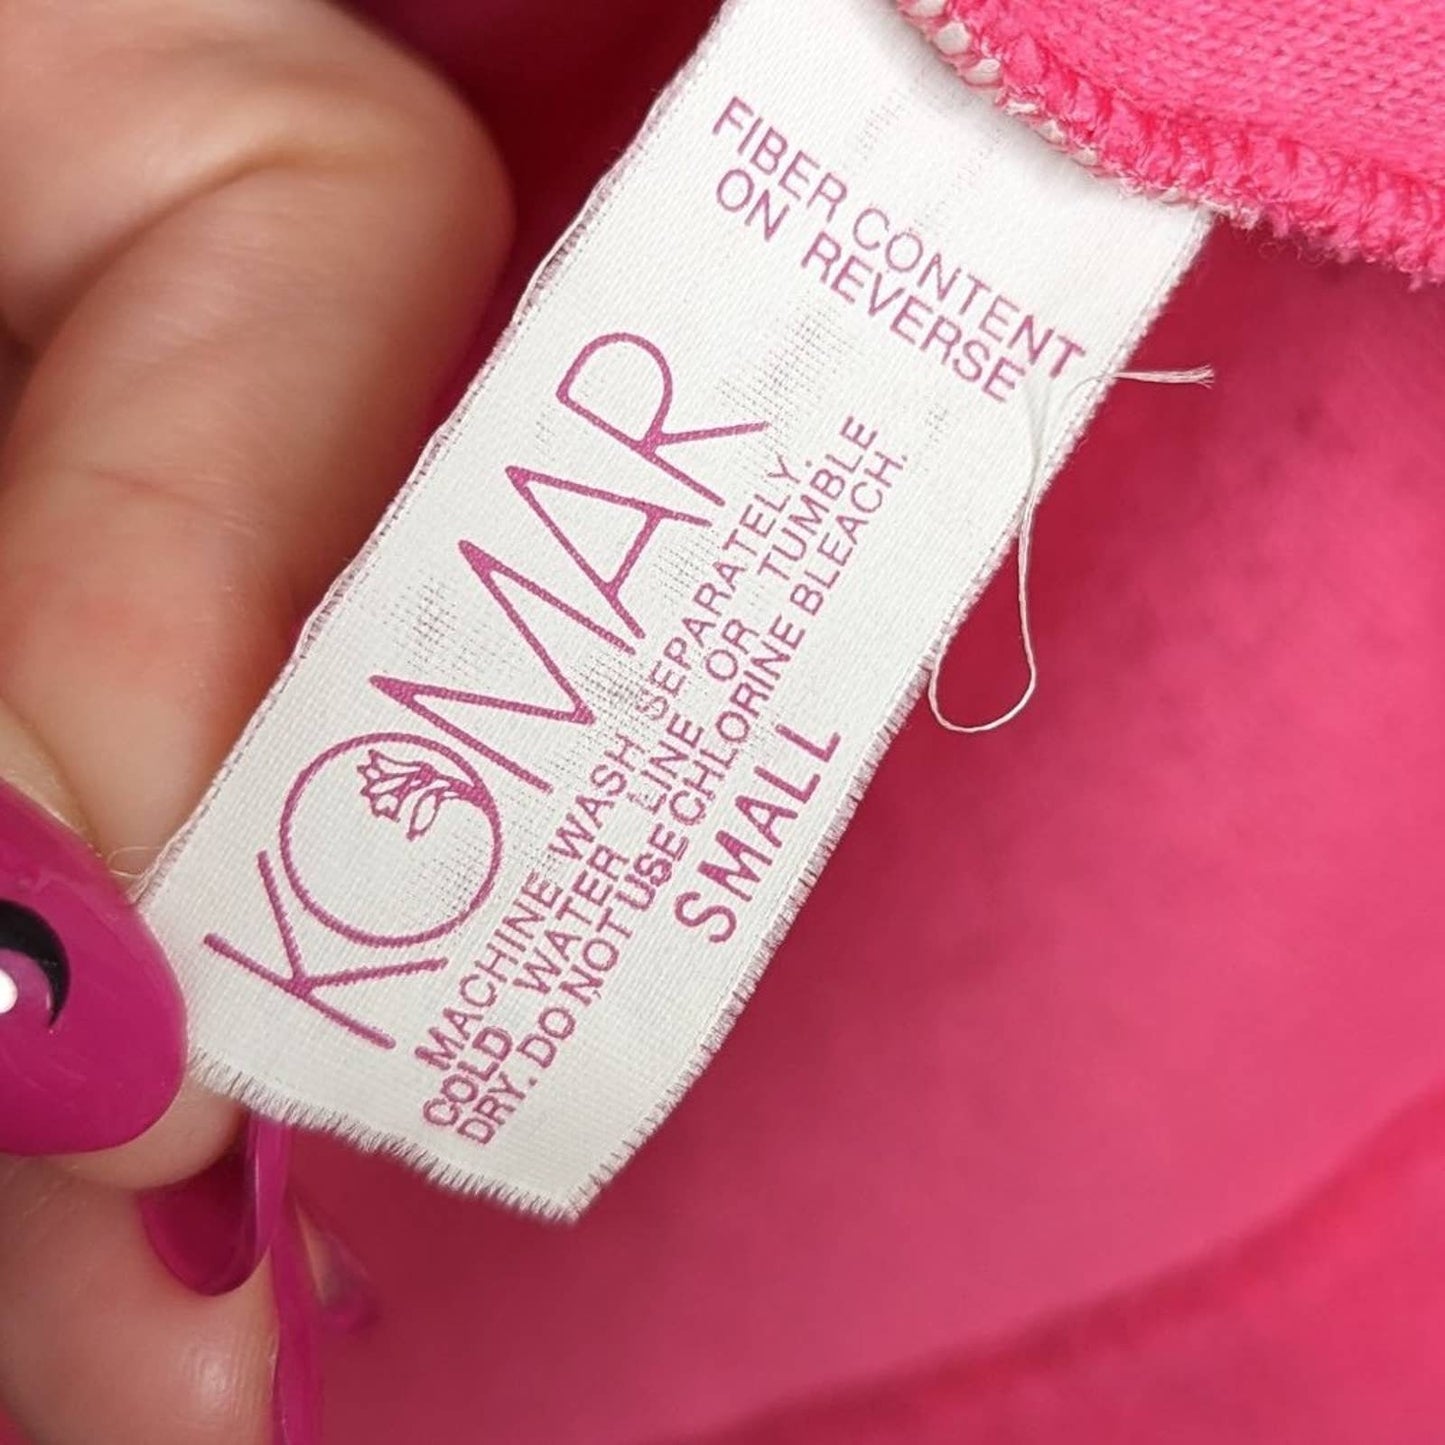 FIBER CONTENT
ON REVERSE
KOMAR
MACHINE WASH SEPARATELY.
COLD WATER LINE OR TUMBLE
DRY. DO NOT USE CHLORINE BLEACH.
SMALL